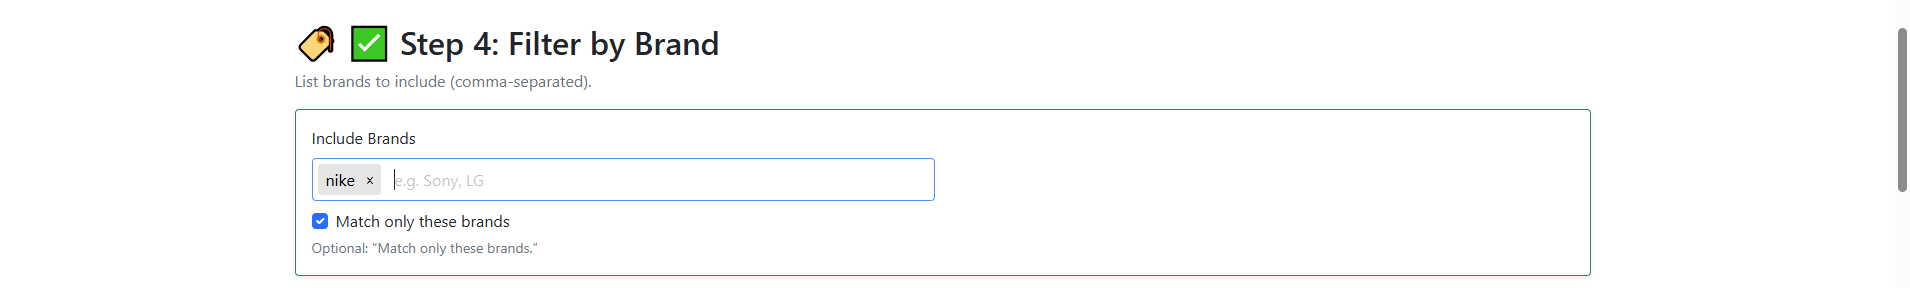 Step 4: Filter by Brand
List brands to include (comma-separated).
Include Brands
nike × e.g. Sony, LG
Match only these brands
Optional: “Match only these brands.”